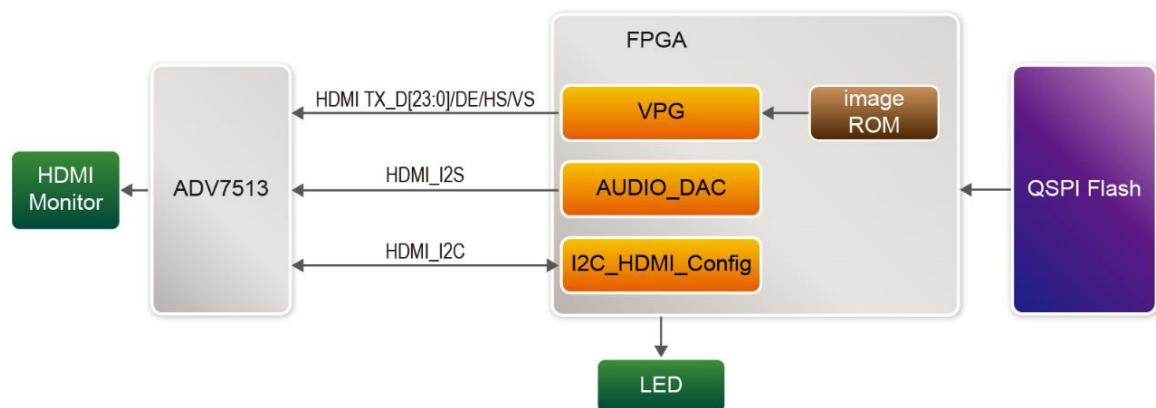 FPGA
HDMI TX_D[23:0]/DE/HS/VS
VPG
image
ROM
HDMI
Monitor
ADV7513
HDMI_I2S
AUDIO_DAC
QSPI Flash
HDMI_I2C
I2C_HDMI_Config
LED